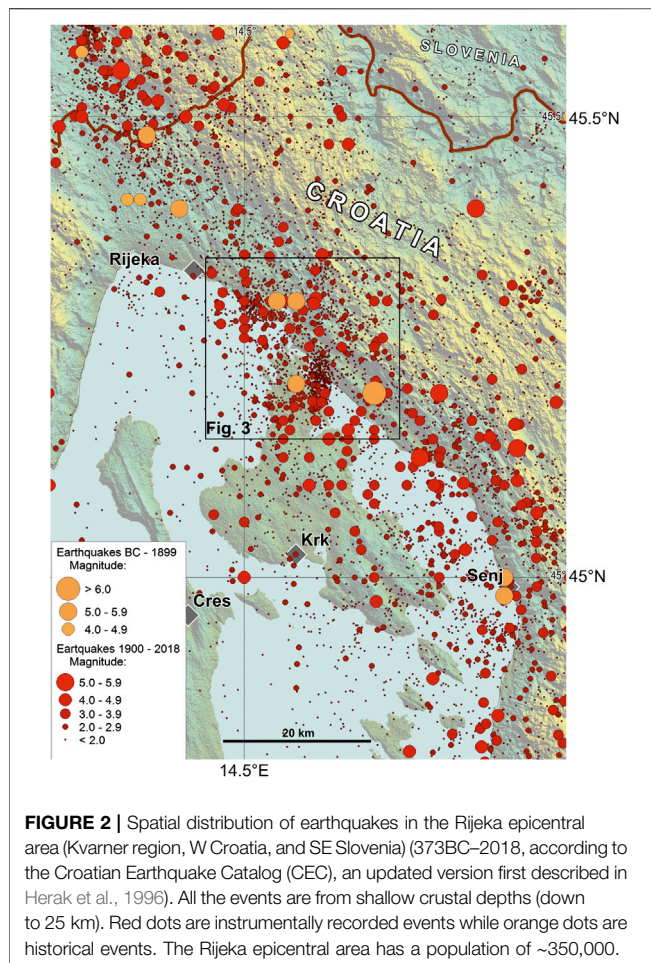 14.5°
SLOVENIA
45.5°
45.5°N
CROATIA
Rijeka
Fig. 3
Krk
Senj
45°N
Cres
Earthquakes BC - 1899
Magnitude:
> 6.0
5.0 - 5.9
4.0 - 4.9
Eartquakes 1900 - 2018
Magnitude:
5.0 - 5.9
4.0 - 4.9
3.0 - 3.9
2.0 - 2.9
< 2.0
20 km
14.5°E
FIGURE 2 | Spatial distribution of earthquakes in the Rijeka epicentral
area (Kvarner region, W Croatia, and SE Slovenia) (373BC–2018, according to
the Croatian Earthquake Catalog (CEC), an updated version first described in
Herak et al., 1996). All the events are from shallow crustal depths (down
to 25 km). Red dots are instrumentally recorded events while orange dots are
historical events. The Rijeka epicentral area has a population of ~350,000.